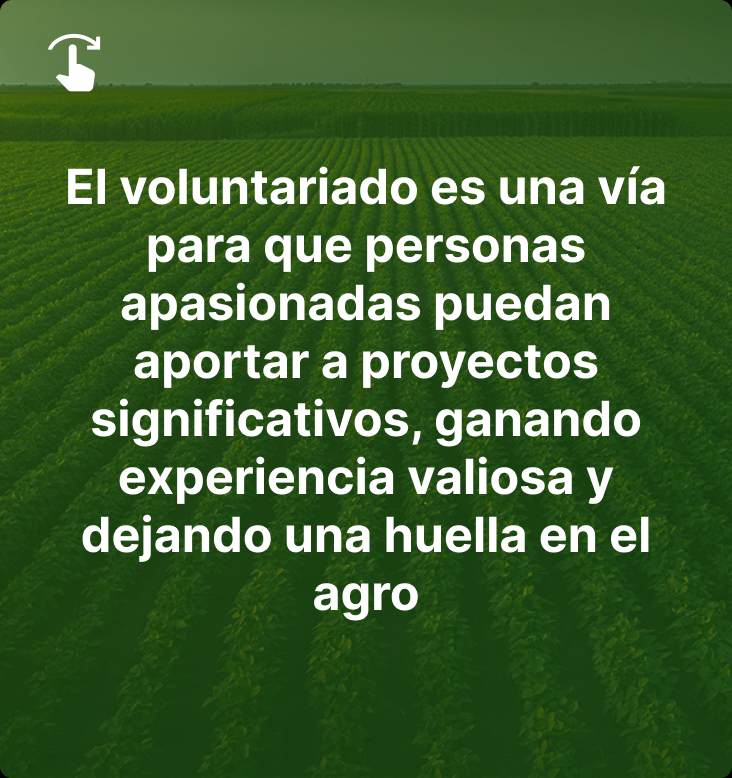 El voluntariado es una vía
para que personas
apasionadas puedan
aportar a proyectos
significativos, ganando
experiencia valiosa y
dejando una huella en el
agro